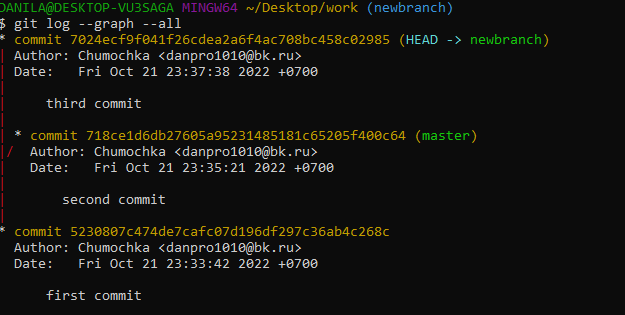 DANILA@DESKTOP-VU3SAGA MINGW64 ~/Desktop/work (newbranch)
$ git log --graph --all
* commit 7024ecf9f041f26cdea2a6f4ac708bc458c02985 (HEAD -> newbranch)
| Author: Chumochka <danpro1010@bk.ru>
| Date:   Fri Oct 21 23:37:38 2022 +0700
|
|     third commit
|
| * commit 718ce1d6db27605a95231485181c65205f400c64 (master)
|/  Author: Chumochka <danpro1010@bk.ru>
|   Date:   Fri Oct 21 23:35:21 2022 +0700
|
|       second commit
|
* commit 5230807c474de7cafc07d196df297c36ab4c268c
  Author: Chumochka <danpro1010@bk.ru>
  Date:   Fri Oct 21 23:33:42 2022 +0700

      first commit